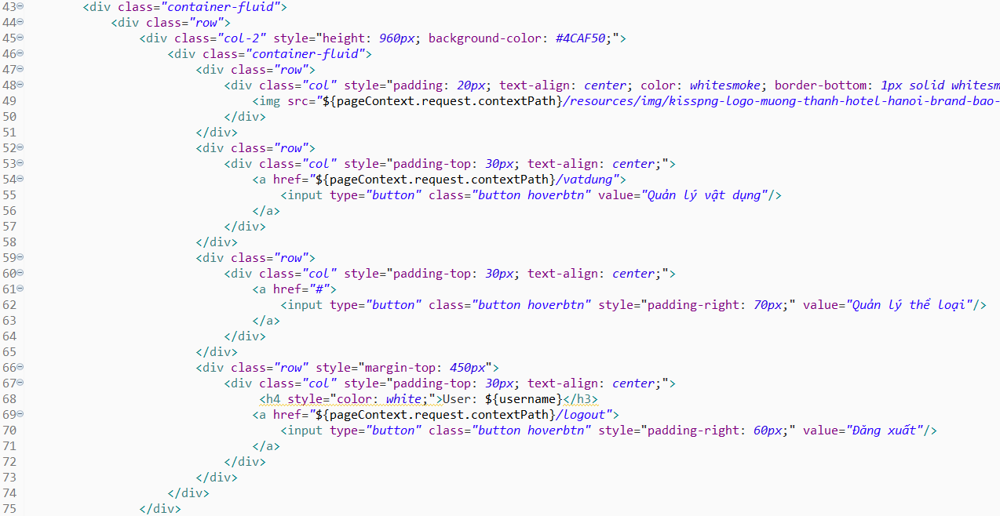 43 <div class="container-fluid">
44 <div class="row">
45 <div class="col-2" style="height: 960px; background-color: #4CAF50;">
46 <div class="container-fluid">
47 <div class="row">
48 <div class="col" style="padding: 20px; text-align: center; color: whitesmoke; border-bottom: 1px solid whitesm
49 <img src="${pageContext.request.contextPath}/resources/img/kisspng-logo-muong-thanh-hotel-hanoi-brand-bao-
50 </div>
51 </div>
52 <div class="row">
53 <div class="col" style="padding-top: 30px; text-align: center;">
54 <a href="${pageContext.request.contextPath}/vatdung">
55 <input type="button" class="button hoverbtn" value="Quản lý vật dụng"/>
56 </a>
57 </div>
58 </div>
59 <div class="row">
60 <div class="col" style="padding-top: 30px; text-align: center;">
61 <a href="#">
62 <input type="button" class="button hoverbtn" style="padding-right: 70px;" value="Quản lý thể loại"/>
63 </a>
64 </div>
65 </div>
66 <div class="row" style="margin-top: 450px">
67 <div class="col" style="padding-top: 30px; text-align: center;">
68 <h4 style="color: white;">User: ${username}</h3>
69 <a href="${pageContext.request.contextPath}/logout">
70 <input type="button" class="button hoverbtn" style="padding-right: 60px;" value="Đăng xuất"/>
71 </a>
72 </div>
73 </div>
74 </div>
75 </div>